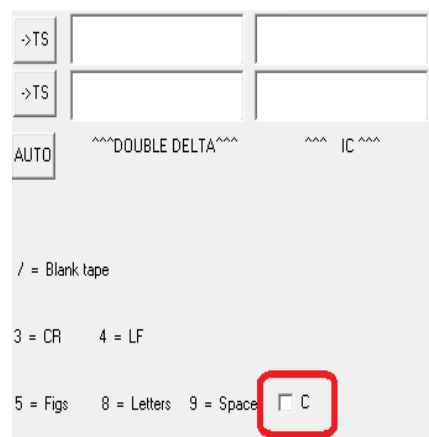 ->TS
->TS
AUTO ^^^DOUBLE DELTA^^^ ^^^ IC ^^^
/ = Blank tape
3 = CR 4 = LF
5 = Figs 8 = Letters 9 = Space C